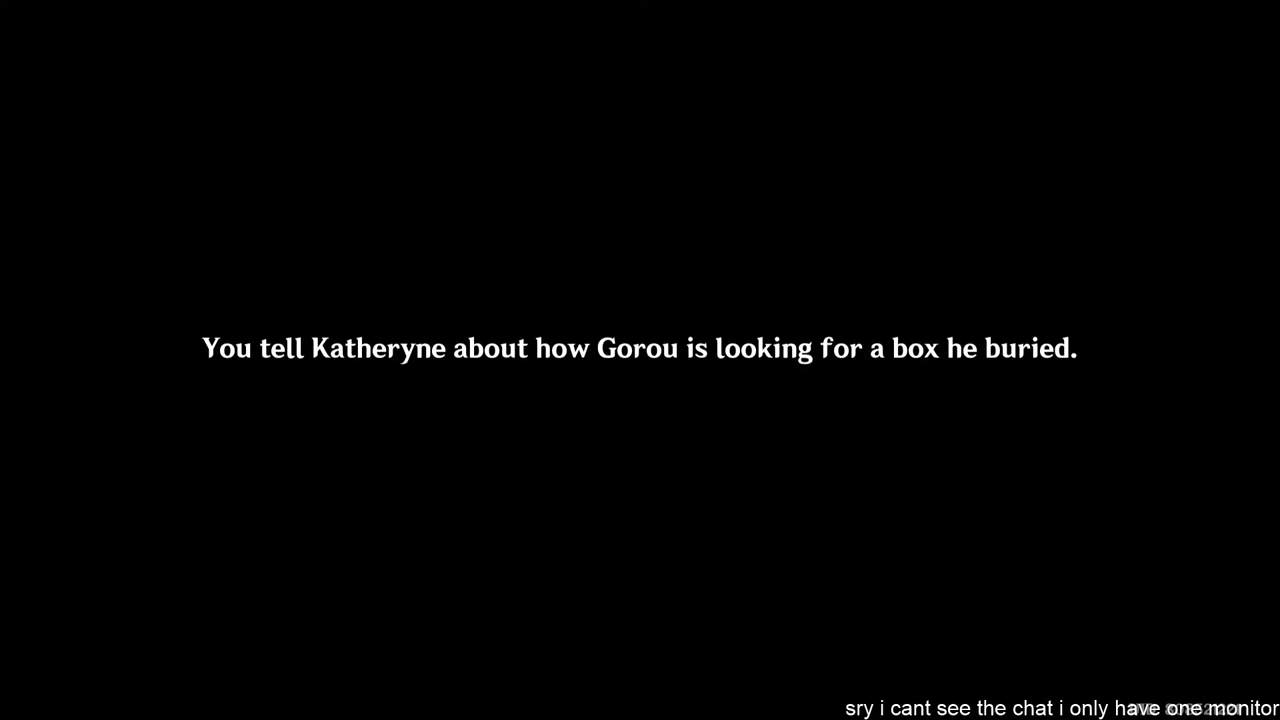 You tell Katheryne about how Gorou is looking for a box he buried.
sry i cant see the chat i only have one monitor